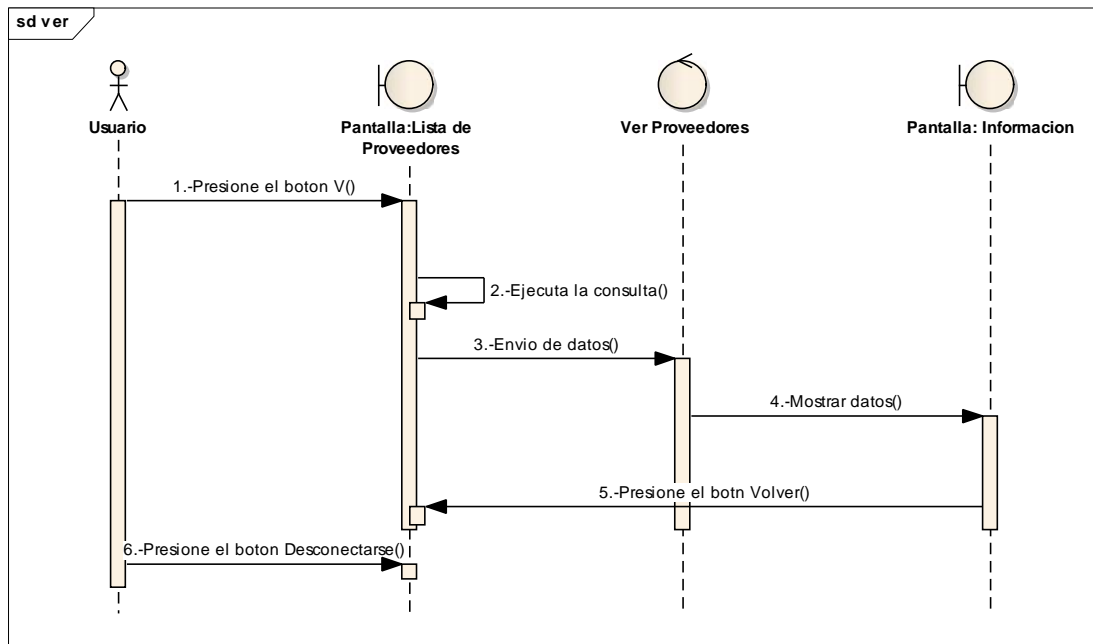 sd ver
Usuario
Pantalla:Lista de
Proveedores
Ver Proveedores
Pantalla: Informacion
1.-Presione el boton V()
2.-Ejecuta la consulta()
3.-Envio de datos()
4.-Mostrar datos()
5.-Presione el botn Volver()
6.-Presione el boton Desconectarse()